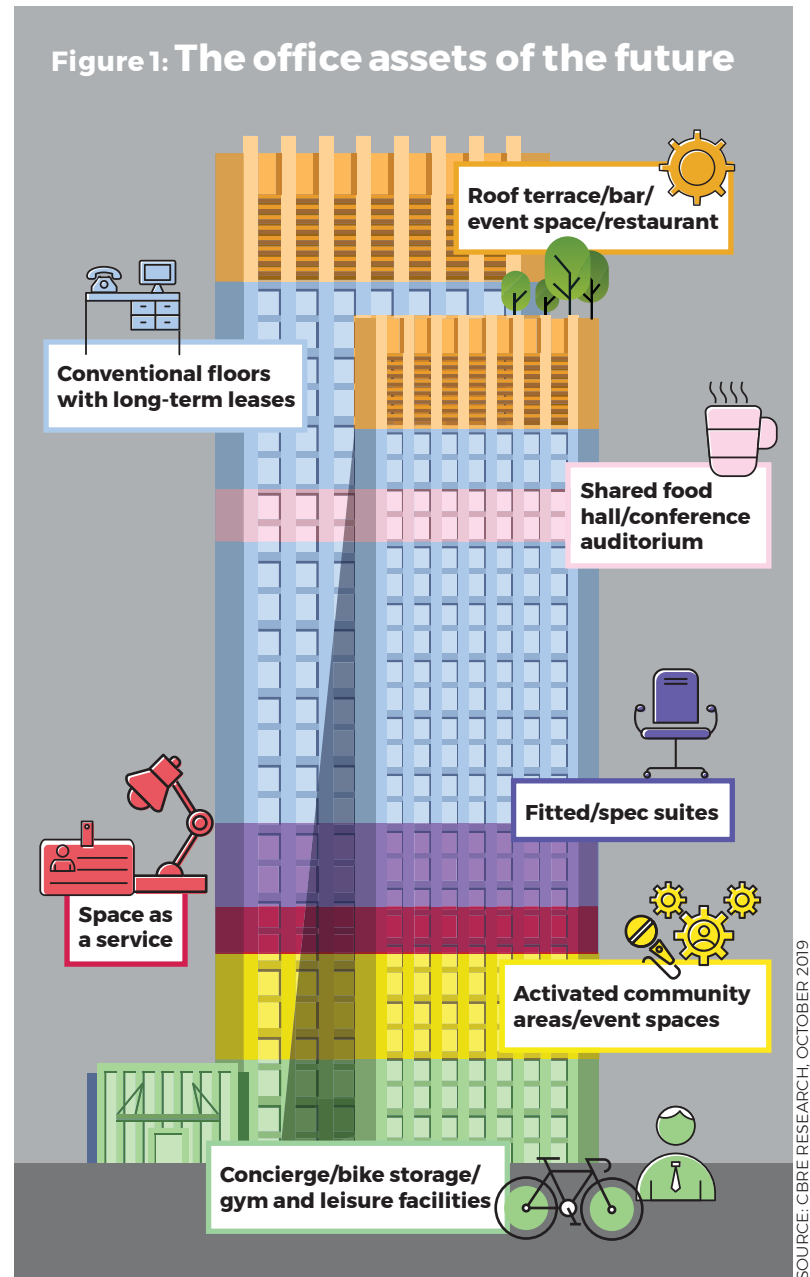 Figure 1: The office assets of the future
Roof terrace/bar/
event space/restaurant
Conventional floors
with long-term leases
Shared food
hall/conference
auditorium
Fitted/spec suites
Space as
a service
Activated community
areas/event spaces
Concierge/bike storage/
gym and leisure facilities
SOURCE: CBRE RESEARCH, OCTOBER 2019